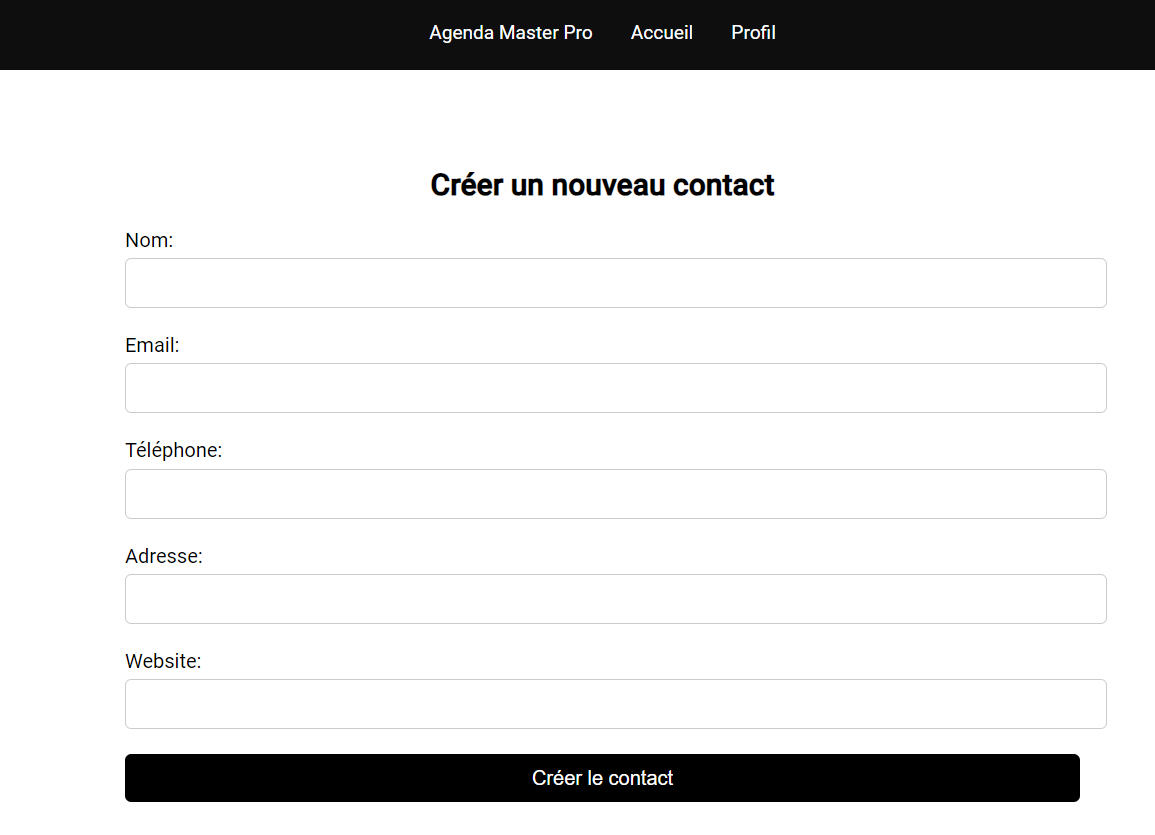 Agenda Master Pro Accueil Profil
Créer un nouveau contact
Nom:
Email:
Téléphone:
Adresse:
Website:
Créer le contact